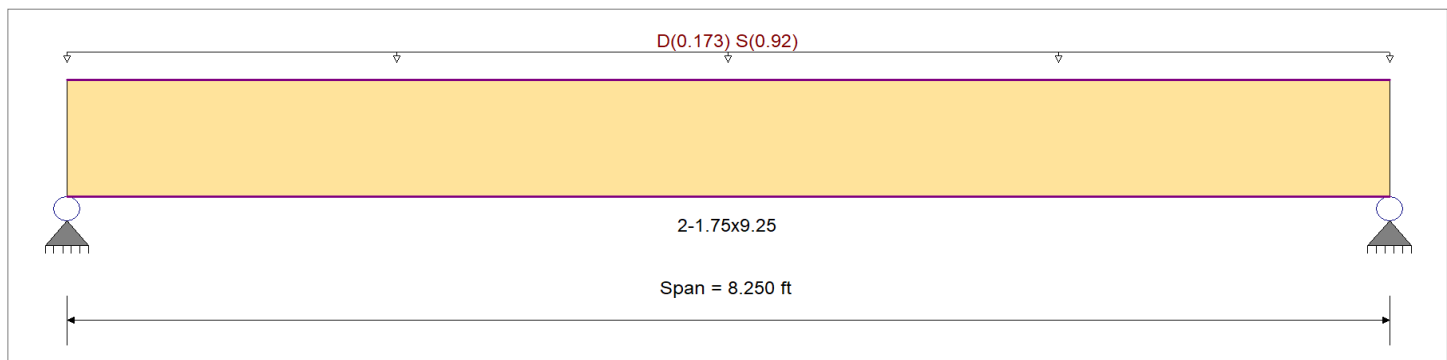 D(0.173) S(0.92)
2-1.75x9.25
Span = 8.250 ft